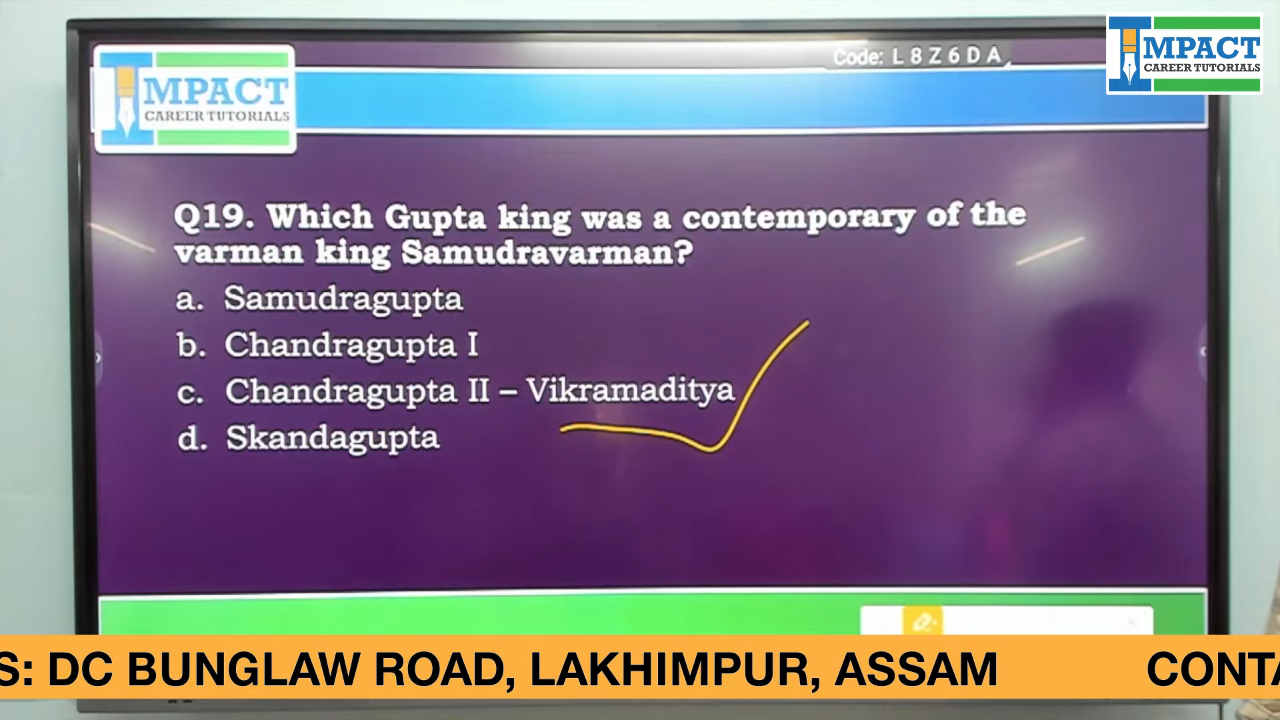 Code: L 8 Z 6 D A
IMPACT
CAREER TUTORIALS
IMPACT
CAREER TUTORIALS
Q19. Which Gupta king was a contemporary of the
varman king Samudravarman?
a. Samudragupta
b. Chandragupta I
c. Chandragupta II – Vikramaditya
d. Skandagupta
S: DC BUNGLAW ROAD, LAKHIMPUR, ASSAM CONTA